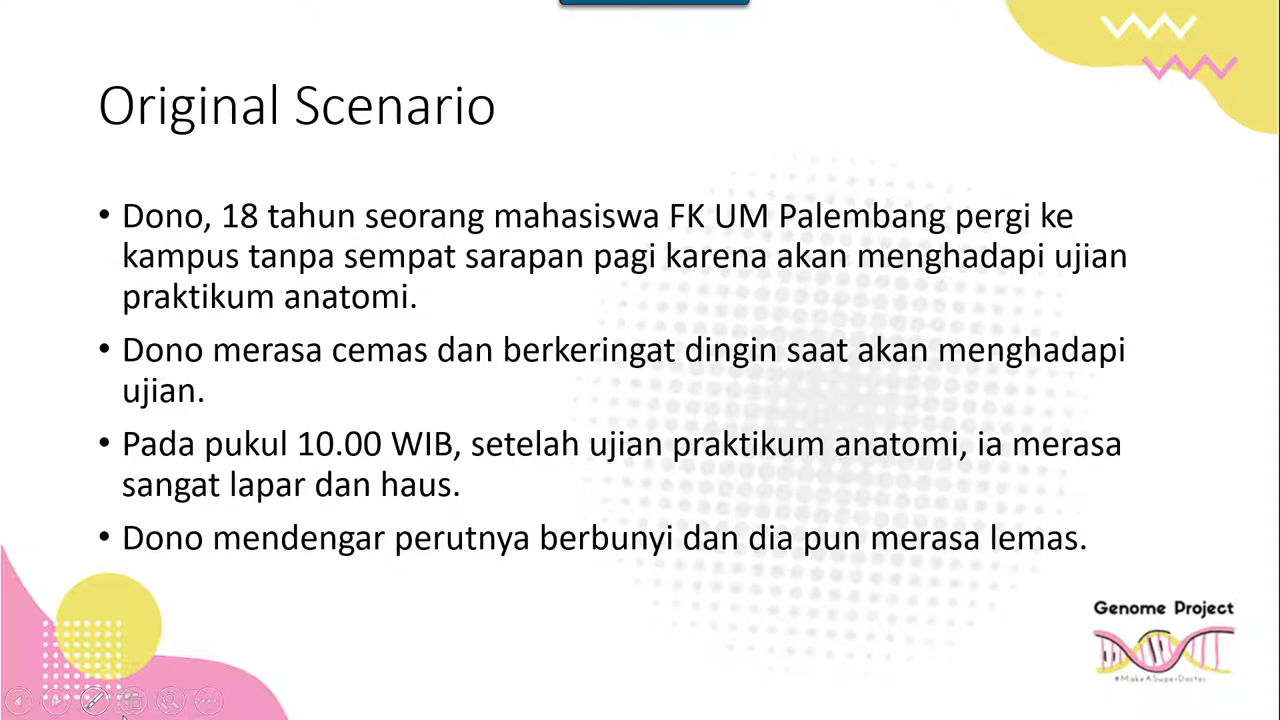 Original Scenario
• Dono, 18 tahun seorang mahasiswa FK UM Palembang pergi ke
kampus tanpa sempat sarapan pagi karena akan menghadapi ujian
praktikum anatomi.
• Dono merasa cemas dan berkeringat dingin saat akan menghadapi
ujian.
• Pada pukul 10.00 WIB, setelah ujian praktikum anatomi, ia merasa
sangat lapar dan haus.
• Dono mendengar perutnya berbunyi dan dia pun merasa lemas.
Genome Project
#MakeASuperDoctor